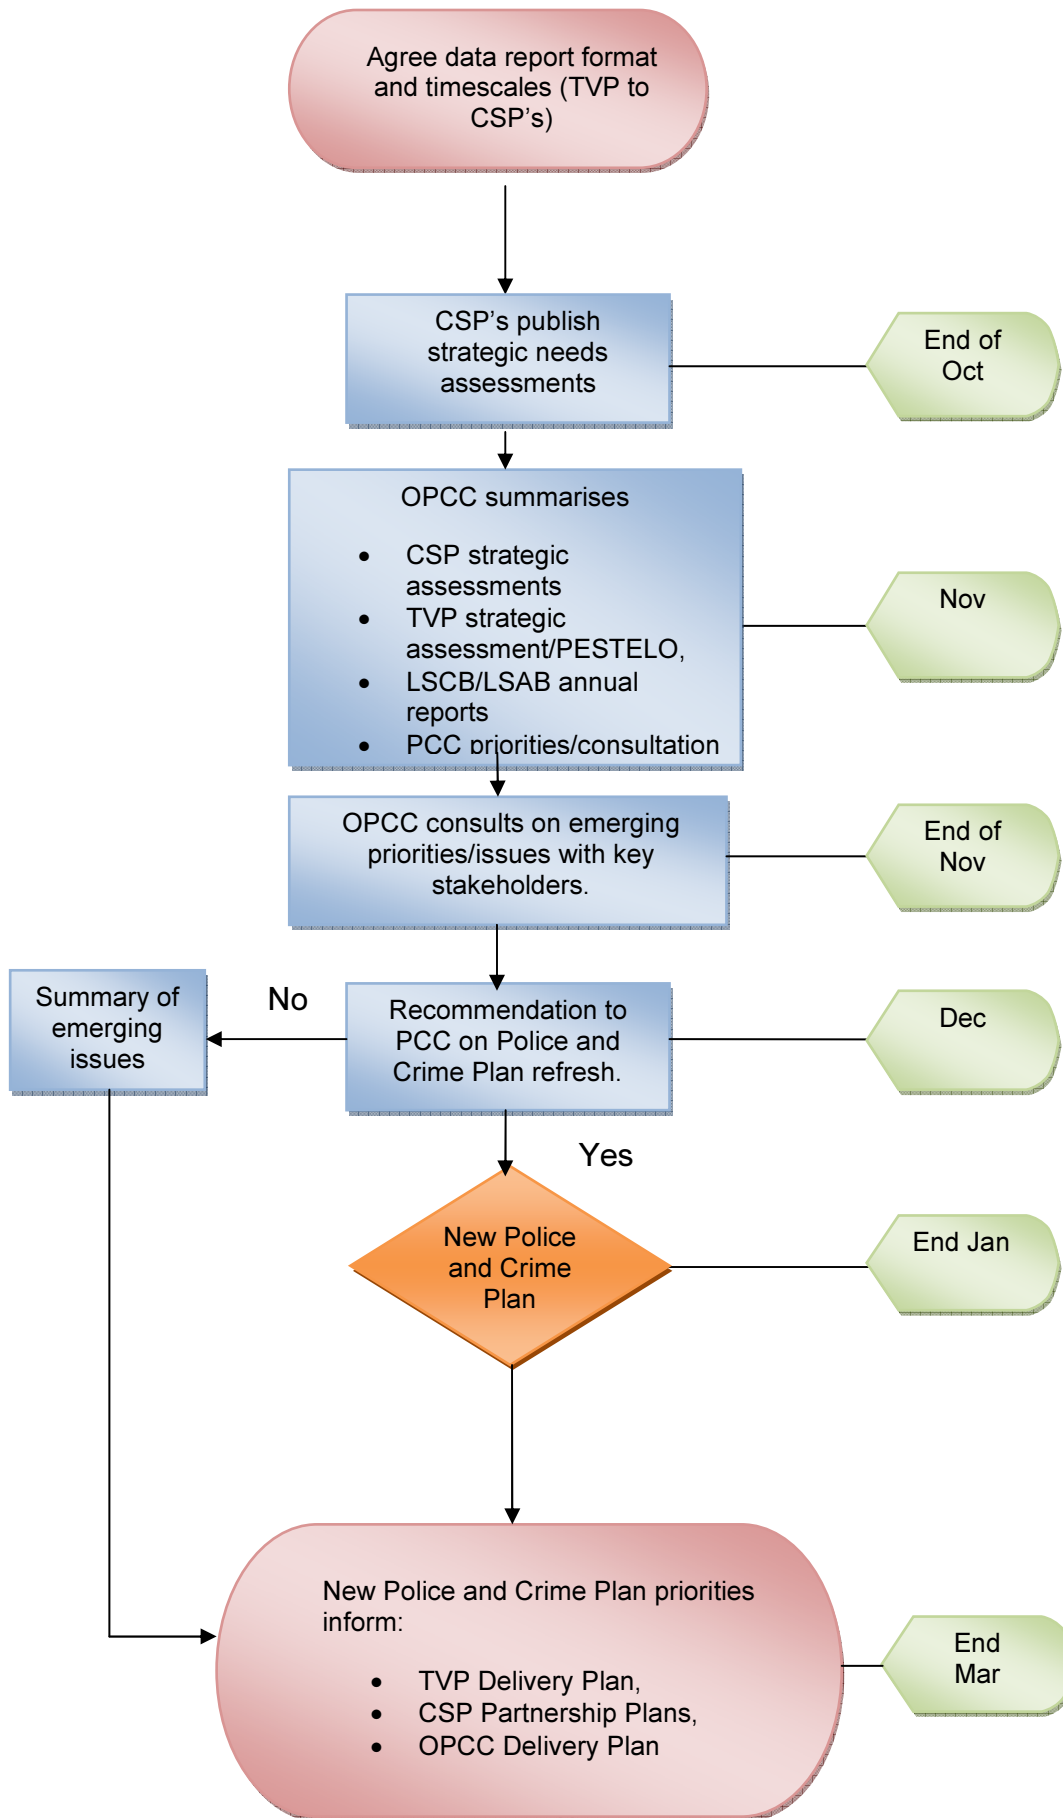 Agree data report format
and timescales (TVP to
CSP’s)
CSP’s publish
strategic needs
assessments
End of
Oct
OPCC summarises
• CSP strategic
assessments
• TVP strategic
assessment/PESTELO,
• LSCB/LSAB annual
reports
• PCC priorities/consultation
Nov
OPCC consults on emerging
priorities/issues with key
stakeholders.
End of
Nov
Summary of
emerging
issues
No
Recommendation to
PCC on Police and
Crime Plan refresh.
Dec
Yes
New Police
and Crime
Plan
End Jan
New Police and Crime Plan priorities
inform:
• TVP Delivery Plan,
• CSP Partnership Plans,
• OPCC Delivery Plan
End
Mar